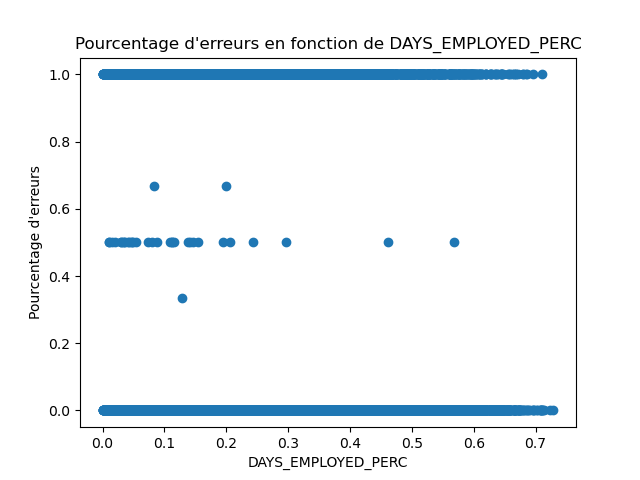 Pourcentage d'erreurs en fonction de DAYS_EMPLOYED_PERC
1.0
0.8
0.6
0.4
0.2
0.0
Pourcentage d'erreurs
0.0 0.1 0.2 0.3 0.4 0.5 0.6 0.7
DAYS_EMPLOYED_PERC